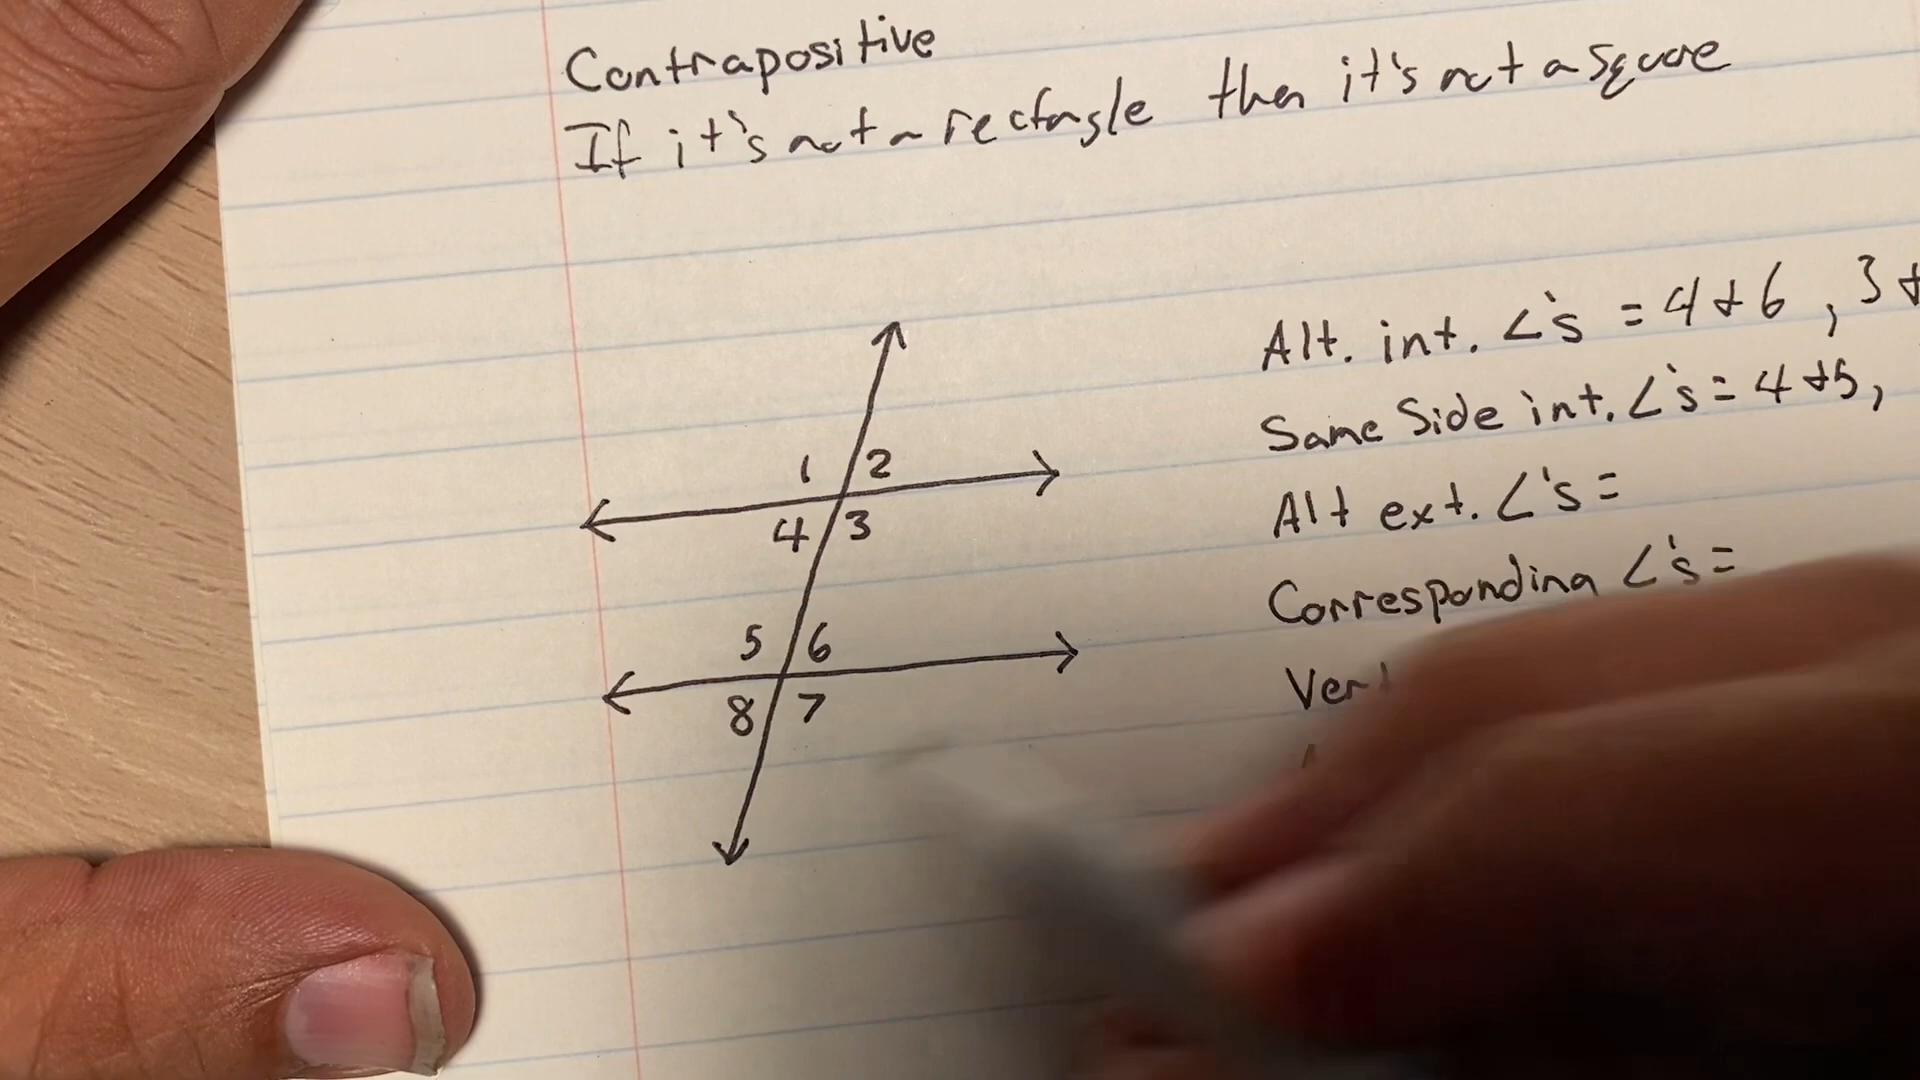 Contrapositive
If it's not a rectangle then it's not a square
1 2
4 3
5 6
8 7
Alt. int. ∠'s = 4 & 6 , 3 &
Same Side int. ∠'s = 4 & 5,
Alt ext. ∠'s =
Corresponding ∠'s =